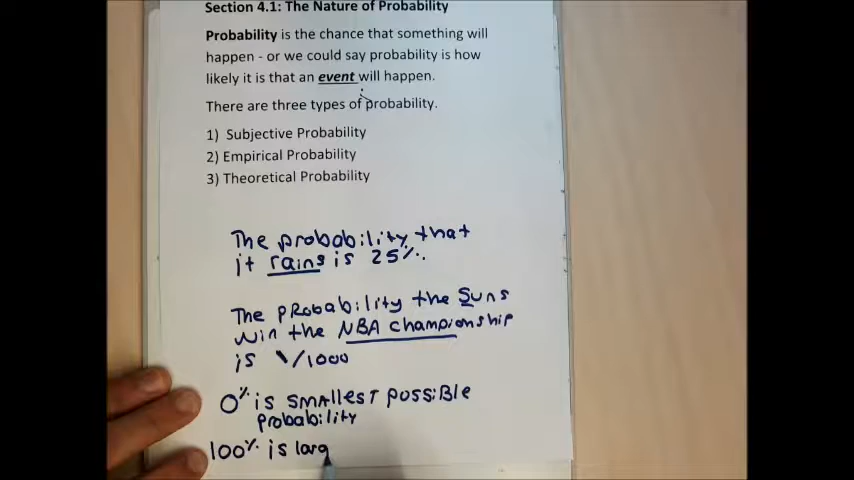 Section 4.1: The Nature of Probability
Probability is the chance that something will
happen - or we could say probability is how
likely it is that an event will happen.
There are three types of probability.
1) Subjective Probability
2) Empirical Probability
3) Theoretical Probability
The probability that
it rains is 25%.
The probability the Suns
win the NBA championship
is 1/1000
0% is smallest possible
probability
100% is larg